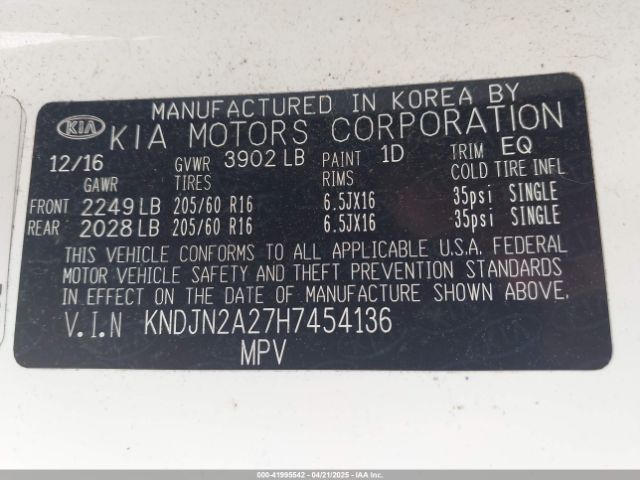 MANUFACTURED IN KOREA BY
KIA KIA MOTORS CORPORATION
12/16 GVWR 3902 LB PAINT 1D TRIM EQ
GAWR TIRES RIMS COLD TIRE INFL
FRONT 2249 LB 205/60 R16 6.5JX16 35psi SINGLE
REAR 2028 LB 205/60 R16 6.5JX16 35psi SINGLE
THIS VEHICLE CONFORMS TO ALL APPLICABLE U.S.A. FEDERAL
MOTOR VEHICLE SAFETY AND THEFT PREVENTION STANDARDS
IN EFFECT ON THE DATE OF MANUFACTURE SHOWN ABOVE.
V.I.N KNDJN2A27H7454136
MPV
000-41995542 - 04/21/2025 - IAAI.COM